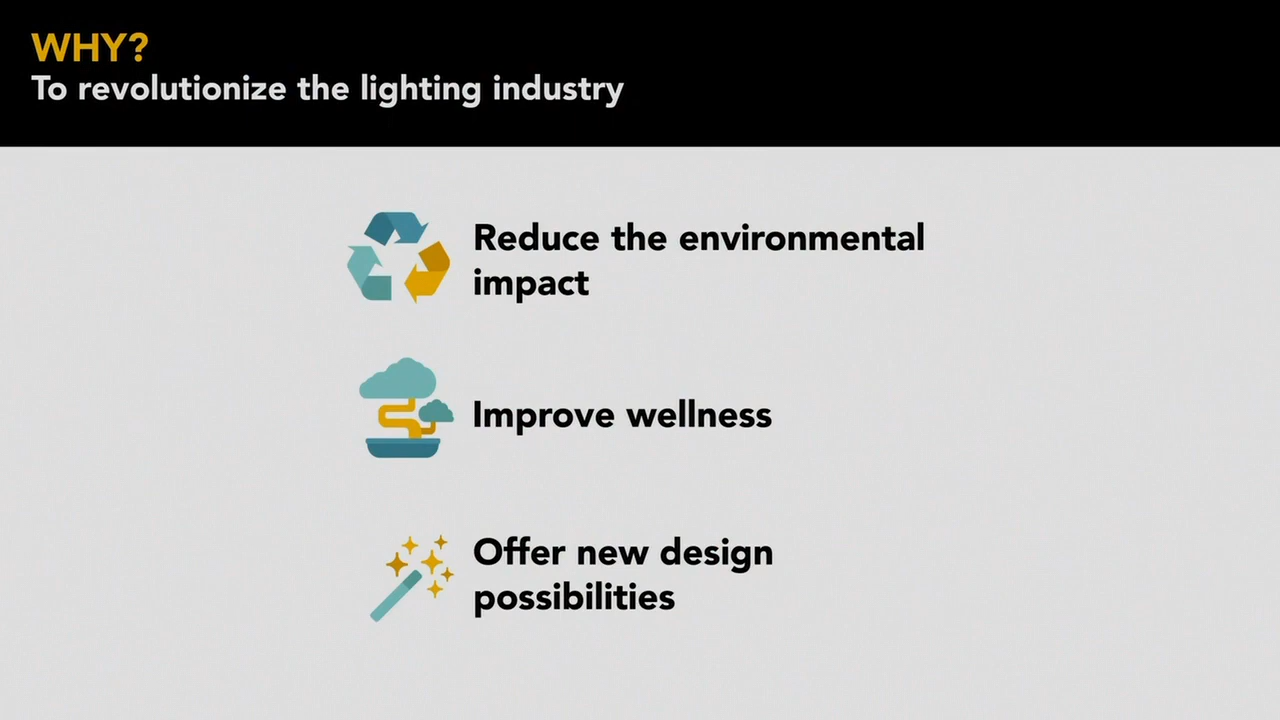 WHY?
To revolutionize the lighting industry
Reduce the environmental
impact
Improve wellness
Offer new design
possibilities